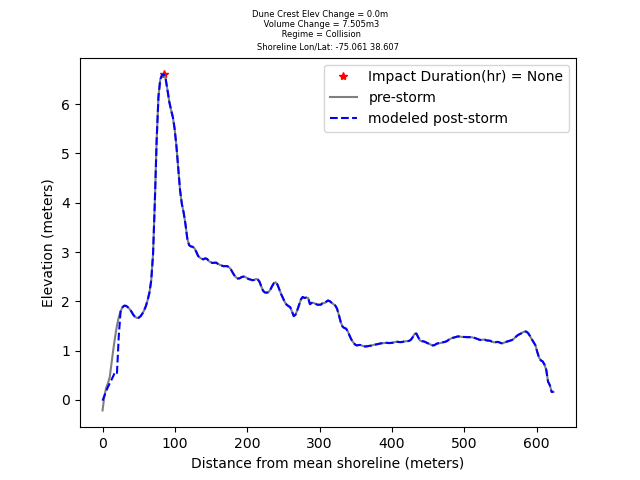 Dune Crest Elev Change = 0.0m
Volume Change = 7.505m3
Regime = Collision
Shoreline Lon/Lat: -75.061 38.607
Impact Duration(hr) = None
pre-storm
modeled post-storm
Elevation (meters)
6
5
4
3
2
1
0
0 100 200 300 400 500 600
Distance from mean shoreline (meters)